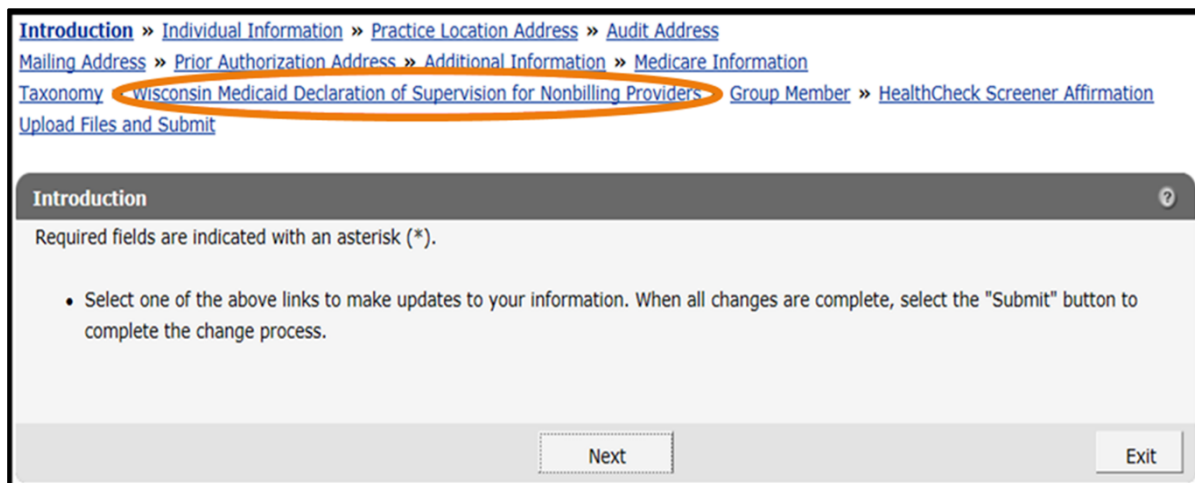 Introduction » Individual Information » Practice Location Address » Audit Address
Mailing Address » Prior Authorization Address » Additional Information » Medicare Information
Taxonomy » Wisconsin Medicaid Declaration of Supervision for Nonbilling Providers Group Member » HealthCheck Screener Affirmation
Upload Files and Submit
Introduction
?
Required fields are indicated with an asterisk (*).
• Select one of the above links to make updates to your information. When all changes are complete, select the "Submit" button to
complete the change process.
Next
Exit